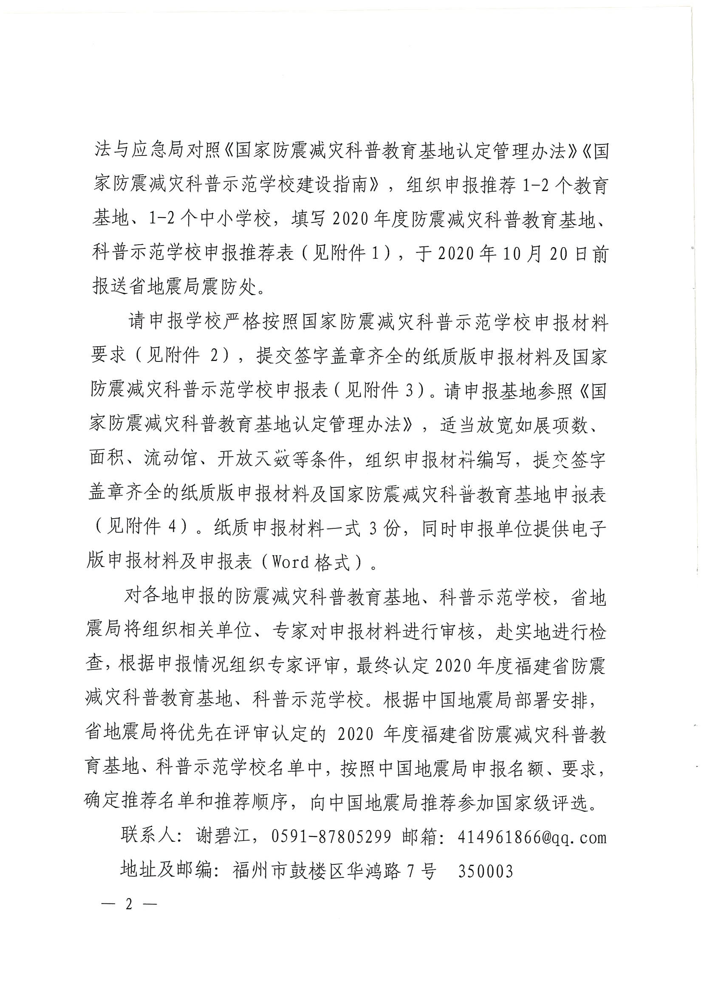 法与应急局对照《国家防震减灾科普教育基地认定管理办法》《国
家防震减灾科普示范学校建设指南》，组织申报推荐 1-2 个教育
基地、1-2 个中小学校，填写 2020 年度防震减灾科普教育基地、
科普示范学校申报推荐表（见附件 1），于 2020 年 10 月 20 日前
报送省地震局震防处。
请申报学校严格按照国家防震减灾科普示范学校申报材料
要求（见附件 2），提交签字盖章齐全的纸质版申报材料及国家
防震减灾科普示范学校申报表（见附件 3）。请申报基地参照《国
家防震减灾科普教育基地认定管理办法》，适当放宽如展项数、
面积、流动馆、开放天数等条件，组织申报材料编写，提交签字
盖章齐全的纸质版申报材料及国家防震减灾科普教育基地申报表
（见附件 4）。纸质申报材料一式 3 份，同时申报单位提供电子
版申报材料及申报表（Word 格式）。
对各地申报的防震减灾科普教育基地、科普示范学校，省地
震局将组织相关单位、专家对申报材料进行审核，赴实地进行检
查，根据申报情况组织专家评审，最终认定 2020 年度福建省防震
减灾科普教育基地、科普示范学校。根据中国地震局部署安排，
省地震局将优先在评审认定的 2020 年度福建省防震减灾科普教
育基地、科普示范学校名单中，按照中国地震局申报名额、要求，
确定推荐名单和推荐顺序，向中国地震局推荐参加国家级评选。
联系人：谢碧江，0591-87805299 邮箱：414961866@qq.com
地址及邮编：福州市鼓楼区华鸿路 7 号 350003
— 2 —